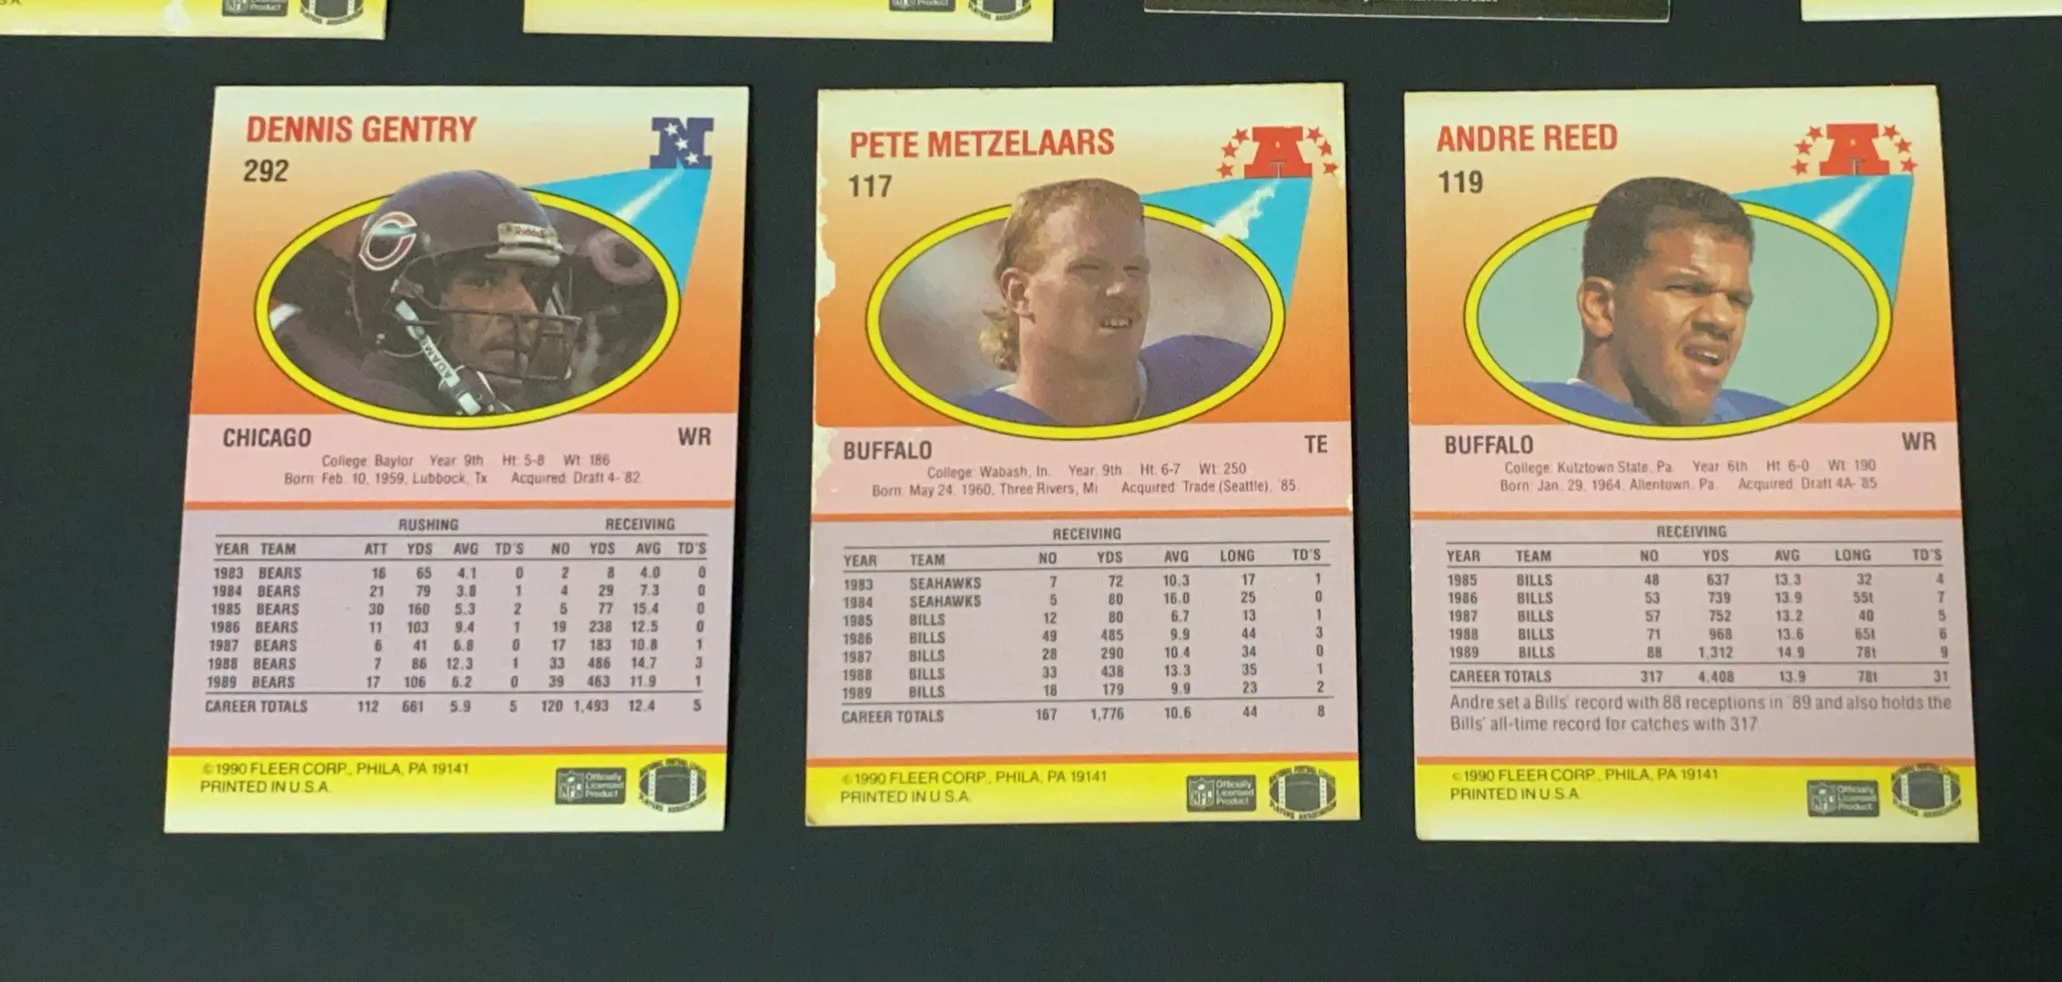 S.A.
NFL
Product
Product
DENNIS GENTRY
292
N
C
Riddell
ADAMS
CHICAGO WR
College: Baylor Year: 9th Ht: 5-8 Wt: 186
Born: Feb. 10, 1959, Lubbock, Tx Acquired: Draft 4-'82
RUSHING RECEIVING
YEAR TEAM ATT YDS AVG TD'S NO YDS AVG TD'S
1983 BEARS 16 65 4.1 0 2 8 4.0 0
1984 BEARS 21 79 3.8 1 4 29 7.3 0
1985 BEARS 30 160 5.3 2 5 77 15.4 0
1986 BEARS 11 103 9.4 1 19 238 12.5 0
1987 BEARS 6 41 6.8 0 17 183 10.8 1
1988 BEARS 7 86 12.3 1 33 486 14.7 3
1989 BEARS 17 106 6.2 0 39 463 11.9 1
CAREER TOTALS 112 661 5.9 5 120 1,493 12.4 5
©1990 FLEER CORP., PHILA, PA 19141
PRINTED IN U.S.A.
NFL Officially Licensed Product
PETE METZELAARS
117
A
BUFFALO TE
College: Wabash, In. Year: 9th Ht: 6-7 Wt: 250
Born: May 24, 1960, Three Rivers, Mi Acquired: Trade (Seattle), '85
RECEIVING
YEAR TEAM NO YDS AVG LONG TD'S
1983 SEAHAWKS 7 72 10.3 17 1
1984 SEAHAWKS 5 80 16.0 25 0
1985 BILLS 12 80 6.7 13 1
1986 BILLS 49 485 9.9 44 3
1987 BILLS 28 290 10.4 34 0
1988 BILLS 33 438 13.3 35 1
1989 BILLS 18 179 9.9 23 2
CAREER TOTALS 167 1,776 10.6 44 8
©1990 FLEER CORP., PHILA, PA 19141
PRINTED IN U.S.A.
NFL Officially Licensed Product
PLAYERS ASSOCIATION
ANDRE REED
119
A
BUFFALO WR
College: Kutztown State, Pa. Year: 6th Ht: 6-0 Wt: 190
Born: Jan. 29, 1964, Allentown, Pa. Acquired: Draft 4A-'85
RECEIVING
YEAR TEAM NO YDS AVG LONG TD'S
1985 BILLS 48 637 13.3 32 4
1986 BILLS 53 739 13.9 55t 7
1987 BILLS 57 752 13.2 40 5
1988 BILLS 71 968 13.6 65t 6
1989 BILLS 88 1,312 14.9 78t 9
CAREER TOTALS 317 4,408 13.9 78t 31
Andre set a Bills' record with 88 receptions in '89 and also holds the
Bills' all-time record for catches with 317.
©1990 FLEER CORP., PHILA, PA 19141
PRINTED IN U.S.A.
NFL Officially Licensed Product